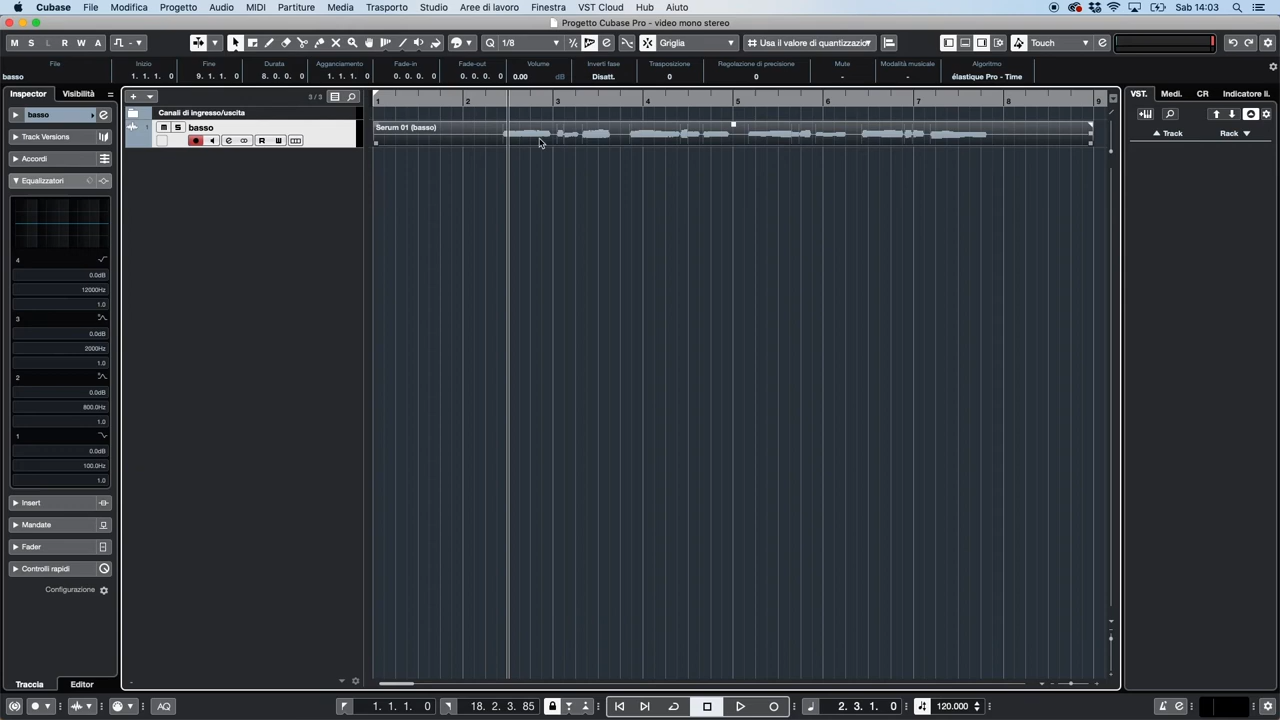 Cubase File Modifica Progetto Audio MIDI Partiture Media Trasporto Studio Aree di lavoro Finestra VST Cloud Hub Aiuto Sab 14:03
Progetto Cubase Pro - video mono stereo
M S L R W A 1/8 Griglia Usa il valore di quantizzazio Touch
File Inizio Fine Durata Agganciamento Fade-in Fade-out Volume Inverti fase Trasposizione Regolazione di precisione Mute Modalità musicale Algoritmo
basso 1. 1. 1. 0 9. 1. 1. 0 8. 0. 0. 0 1. 1. 1. 0 0. 0. 0. 0 0. 0. 0. 0 0.00 dB Disatt. 0 0 - - élastique Pro - Time
Inspector Visibilità 3 / 3 1 2 3 4 5 6 7 8 9 VST. Medi. CR Indicatore li.
basso Canali di ingresso/uscita
1 M S basso Serum 01 (basso) Track Rack
Track Versions R W
Accordi
Equalizzatori
4
0.0dB
12000Hz
1.0
3
0.0dB
2000Hz
1.0
2
0.0dB
800.0Hz
1.0
1
0.0dB
100.0Hz
1.0
Insert
Mandate
Fader
Controlli rapidi
Configurazione
Traccia Editor
AQ 1. 1. 1. 0 18. 2. 3. 85 2. 3. 1. 0 120.000